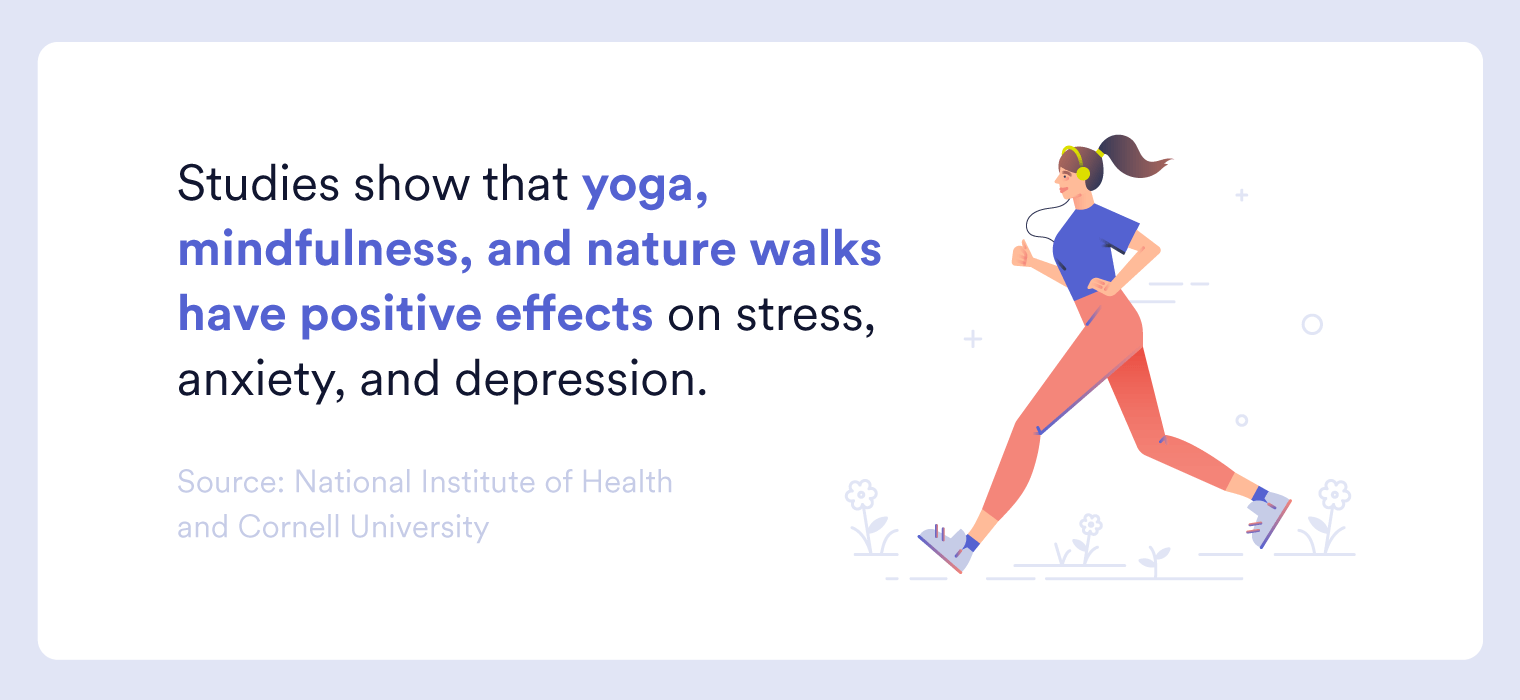 Studies show that yoga,
mindfulness, and nature walks
have positive effects on stress,
anxiety, and depression.
Source: National Institute of Health
and Cornell University